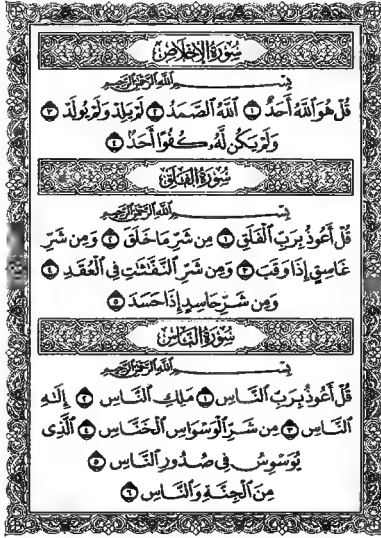 سُورَةُ الإِخْلَاصِ
بِسْمِ ٱللَّهِ ٱلرَّحْمَٰنِ ٱلرَّحِيمِ
قُلْ هُوَ ٱللَّهُ أَحَدٌ ١ ٱللَّهُ ٱلصَّمَدُ ٢ لَمْ يَلِدْ وَلَمْ يُولَدْ ٣
وَلَمْ يَكُن لَّهُۥ كُفُوًا أَحَدٌۢ ٤
سُورَةُ الْفَلَقِ
بِسْمِ ٱللَّهِ ٱلرَّحْمَٰنِ ٱلرَّحِيمِ
قُلْ أَعُوذُ بِرَبِّ ٱلْفَلَقِ ١ مِن شَرِّ مَا خَلَقَ ٢ وَمِن شَرِّ
غَاسِقٍ إِذَا وَقَبَ ٣ وَمِن شَرِّ ٱلنَّفَّٰثَٰتِ فِى ٱلْعُقَدِ ٤
وَمِن شَرِّ حَاسِدٍ إِذَا حَسَدَ ٥
سُورَةُ النَّاسِ
بِسْمِ ٱللَّهِ ٱلرَّحْمَٰنِ ٱلرَّحِيمِ
قُلْ أَعُوذُ بِرَبِّ ٱلنَّاسِ ١ مَلِكِ ٱلنَّاسِ ٢ إِلَٰهِ
ٱلنَّاسِ ٣ مِن شَرِّ ٱلْوَسْوَاسِ ٱلْخَنَّاسِ ٤ ٱلَّذِى
يُوَسْوِسُ فِى صُدُورِ ٱلنَّاسِ ٥
مِنَ ٱلْجِنَّةِ وَٱلنَّاسِ ٦